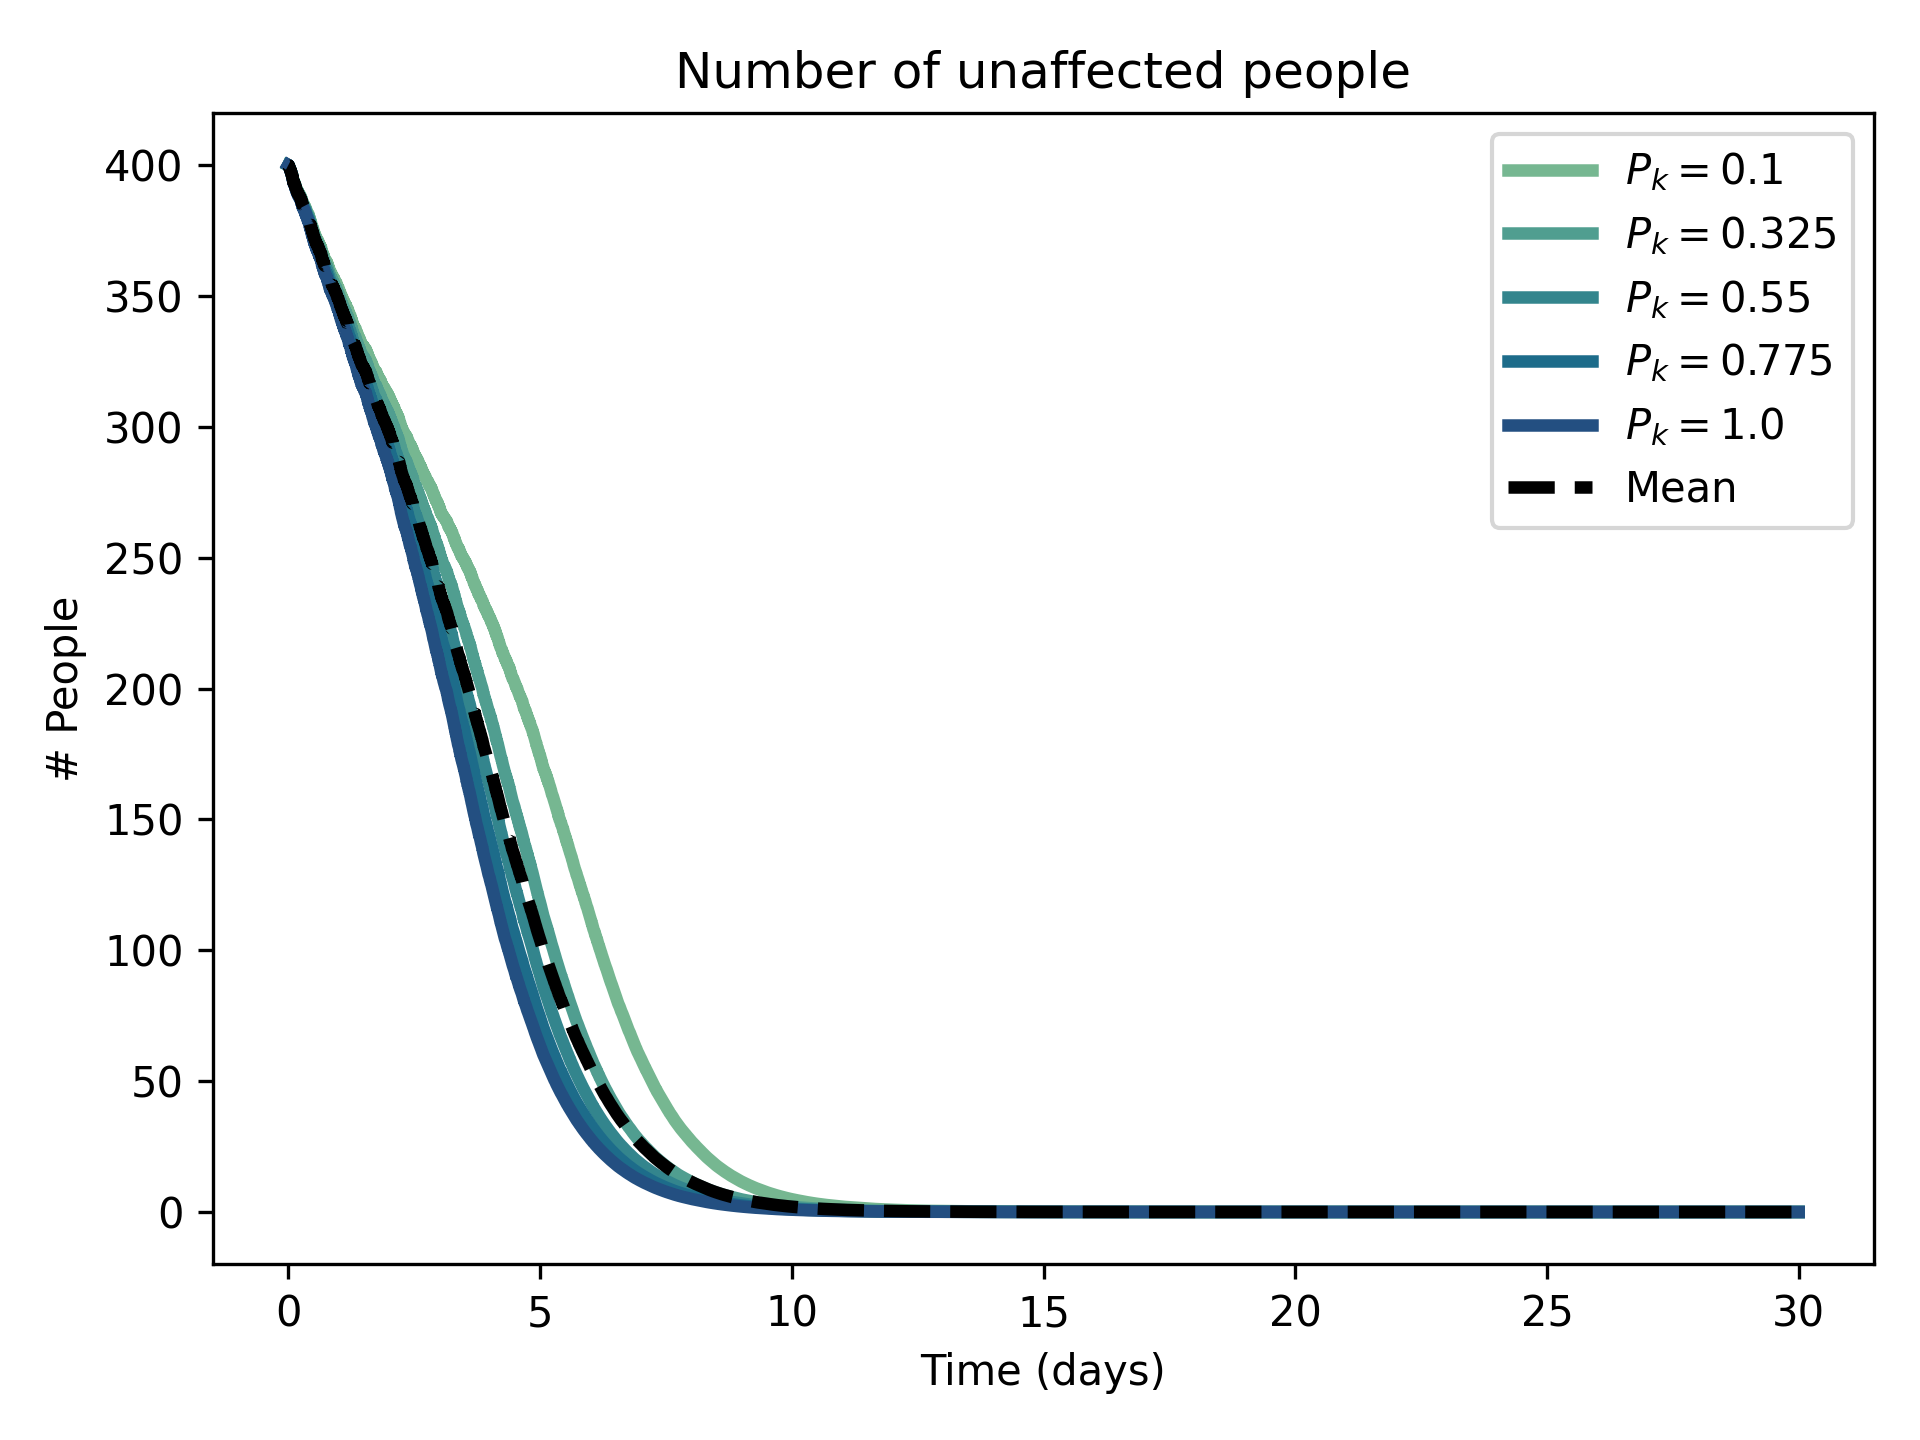 Number of unaffected people
400
350
300
250
200
150
100
50
0
# People
0 5 10 15 20 25 30
Time (days)
P_k = 0.1
P_k = 0.325
P_k = 0.55
P_k = 0.775
P_k = 1.0
Mean